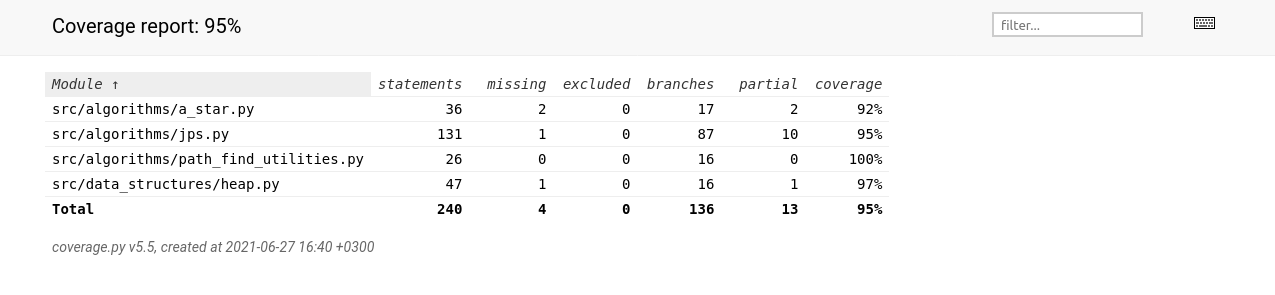 Coverage report: 95%
filter...
Module ↑ statements missing excluded branches partial coverage
src/algorithms/a_star.py 36 2 0 17 2 92%
src/algorithms/jps.py 131 1 0 87 10 95%
src/algorithms/path_find_utilities.py 26 0 0 16 0 100%
src/data_structures/heap.py 47 1 0 16 1 97%
Total 240 4 0 136 13 95%
coverage.py v5.5, created at 2021-06-27 16:40 +0300